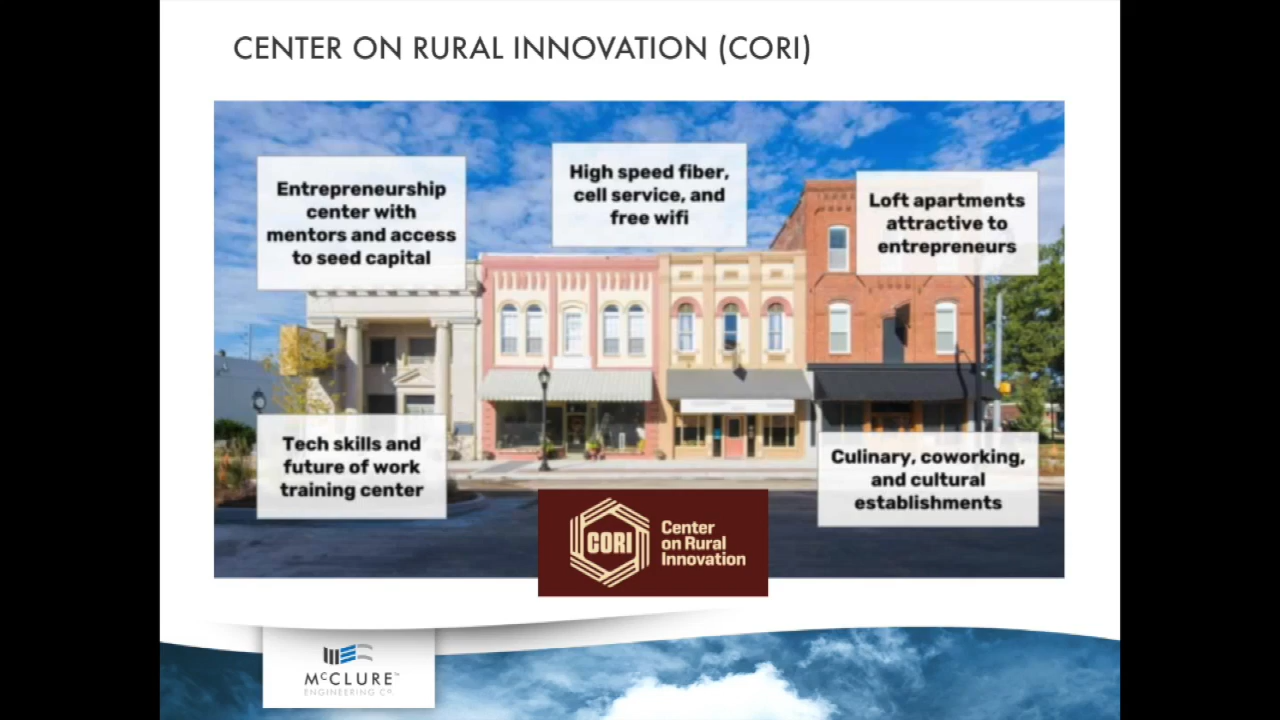 CENTER ON RURAL INNOVATION (CORI)
Entrepreneurship
center with
mentors and access
to seed capital
High speed fiber,
cell service, and
free wifi
Loft apartments
attractive to
entrepreneurs
Tech skills and
future of work
training center
Culinary, coworking,
and cultural
establishments
CORI
Center
on Rural
Innovation
McCLURE™
ENGINEERING CO.